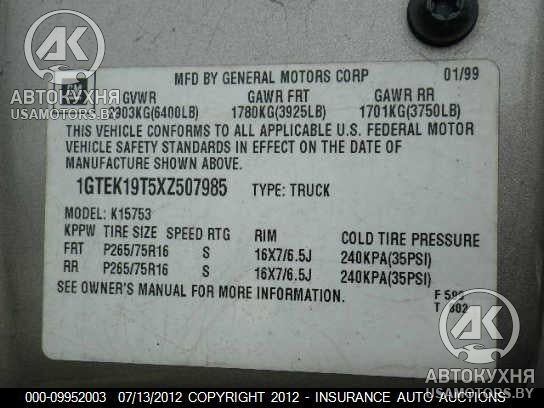 MFD BY GENERAL MOTORS CORP 01/99
GVWR GAWR FRT GAWR RR
303KG(6400LB) 1780KG(3925LB) 1701KG(3750LB)
THIS VEHICLE CONFORMS TO ALL APPLICABLE U.S. FEDERAL MOTOR
VEHICLE SAFETY STANDARDS IN EFFECT ON THE DATE OF
MANUFACTURE SHOWN ABOVE.
1GTEK19T5XZ507985 TYPE: TRUCK
MODEL: K15753
KPPW TIRE SIZE SPEED RTG RIM COLD TIRE PRESSURE
FRT P265/75R16 S 16X7/6.5J 240KPA(35PSI)
RR P265/75R16 S 16X7/6.5J 240KPA(35PSI)
SEE OWNER'S MANUAL FOR MORE INFORMATION.
АВТОКУХНЯ
USAMOTORS.BY
АВТОКУХНЯ
USAMOTORS.BY
000-09952003 07/13/2012 COPYRIGHT 2012 - INSURANCE AUTO AUCTIONS